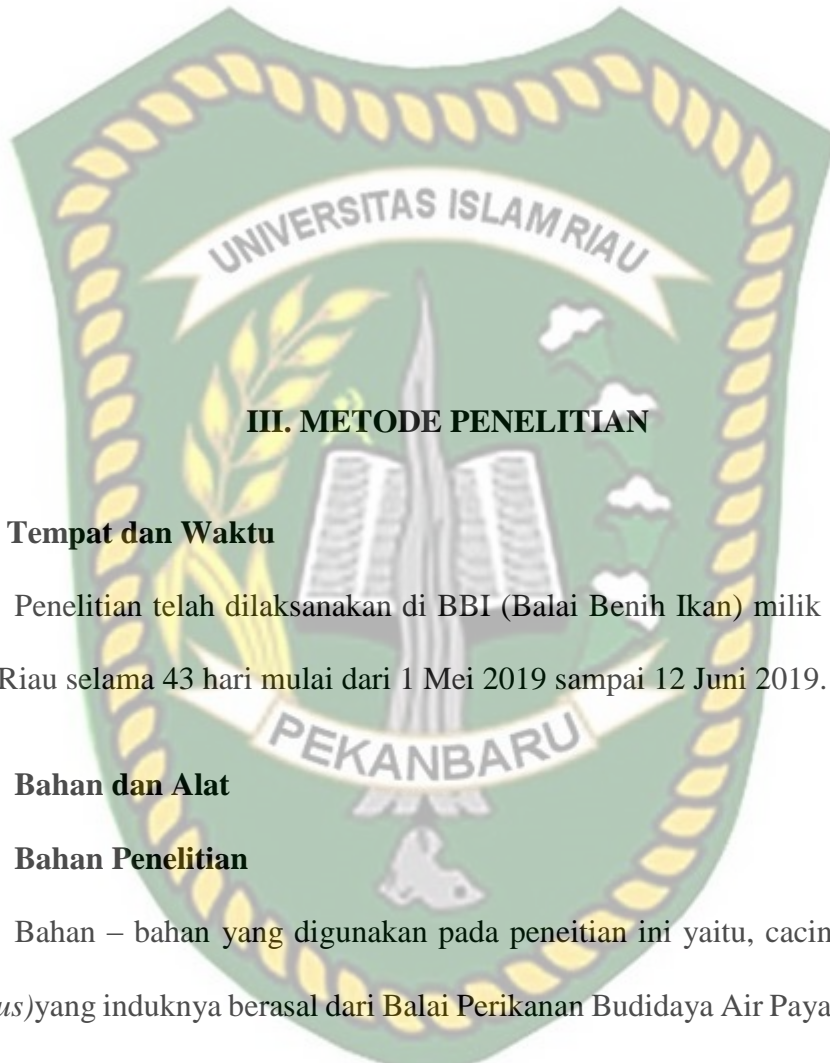 UNIVERSITAS ISLAM RIAU
III. METODE PENELITIAN
Tempat dan Waktu
Penelitian telah dilaksanakan di BBI (Balai Benih Ikan) milik
Riau selama 43 hari mulai dari 1 Mei 2019 sampai 12 Juni 2019.
PEKANBARU
Bahan dan Alat
Bahan Penelitian
Bahan – bahan yang digunakan pada peneitian ini yaitu, cacin
us)yang induknya berasal dari Balai Perikanan Budidaya Air Paya